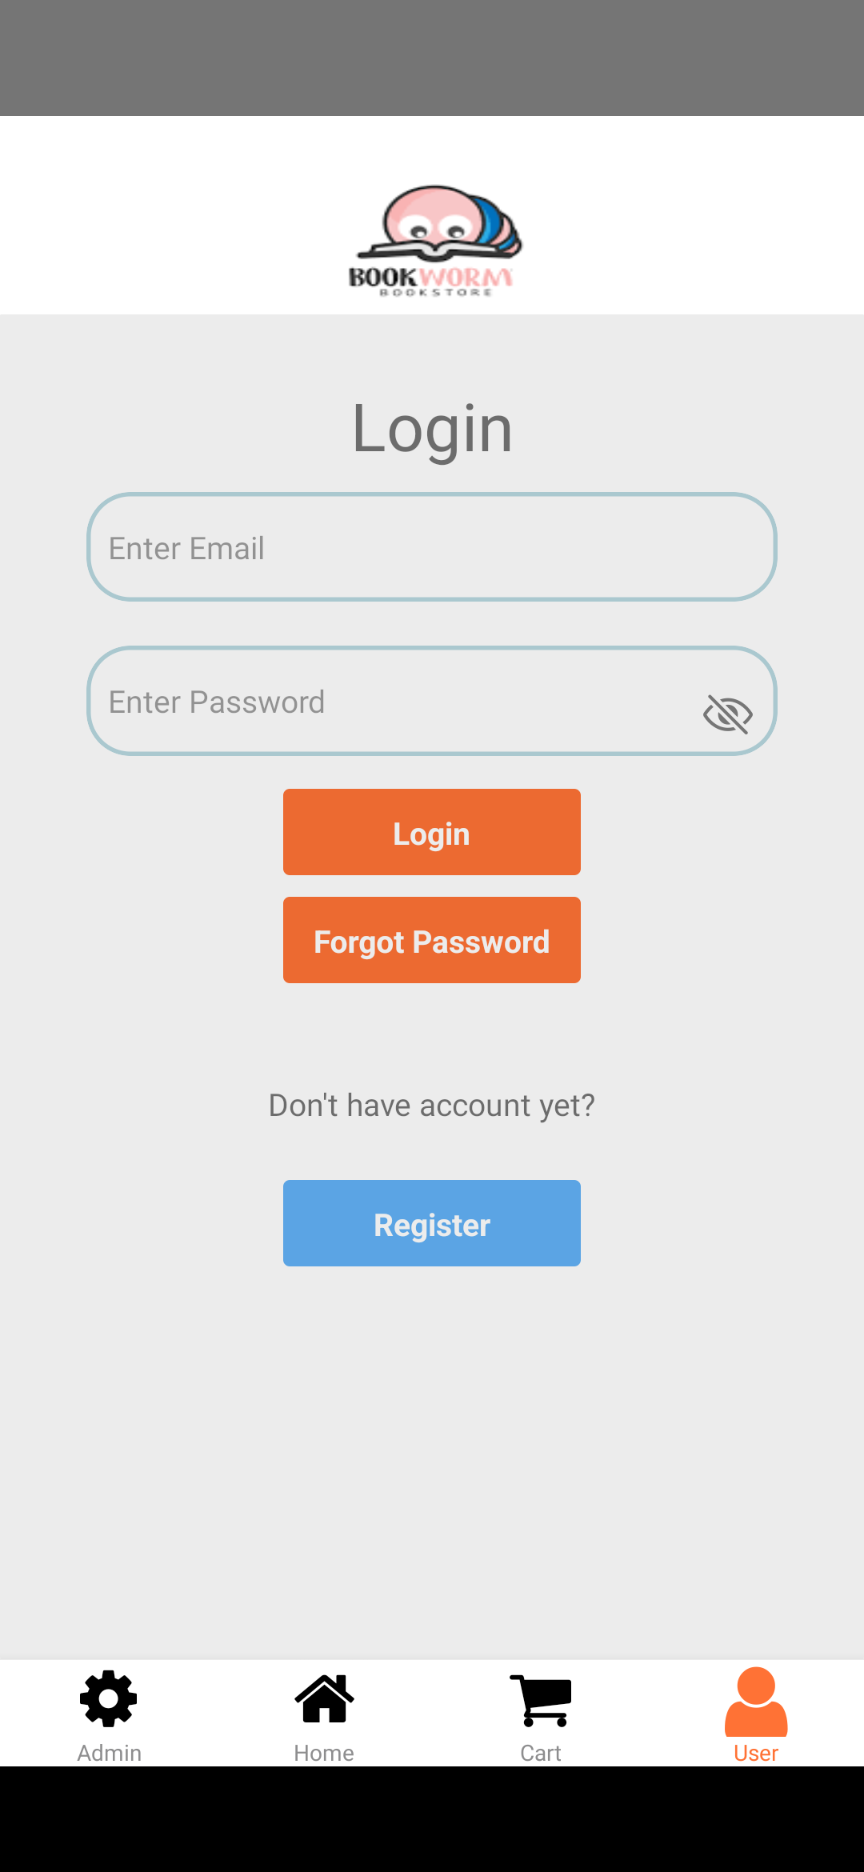 BOOKWORM
BOOKSTORE
Login
Enter Email
Enter Password
Login
Forgot Password
Don't have account yet?
Register
Admin
Home
Cart
User